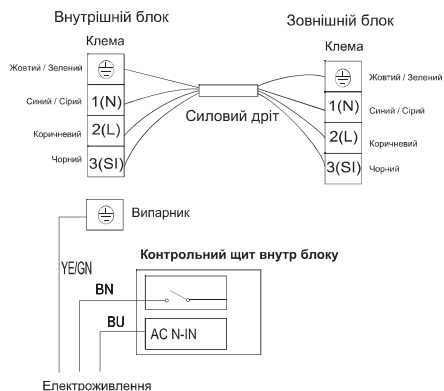 Внутрішній блок
Зовнішній блок
Клема
Клема
Жовтий / Зелений
Жовтий / Зелений
Синий / Сірий
1(N)
1(N)
Синий / Сірий
Силовий дріт
Коричневий
2(L)
2(L)
Коричневий
Чорний
3(SI)
3(SI)
Чорний
Випарник
YE/GN
Контрольний щит внутр блоку
BN
BU
AC N-IN
Електроживлення